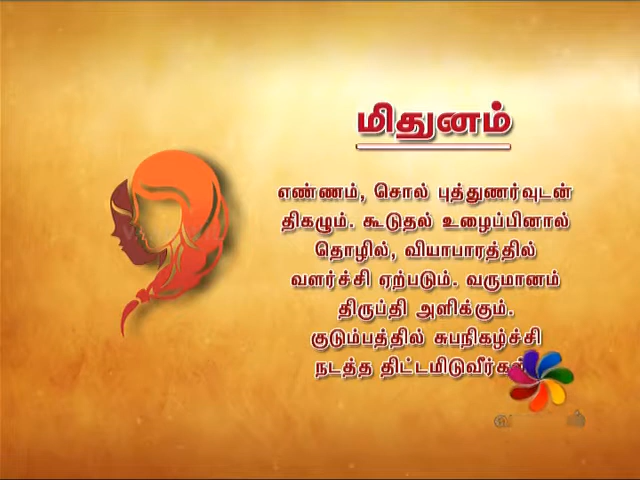 மிதுனம்
எண்ணம், சொல் புத்துணர்வுடன்
திகழும். கூடுதல் உழைப்பினால்
தொழில், வியாபாரத்தில்
வளர்ச்சி ஏற்படும். வருமானம்
திருப்தி அளிக்கும்.
குடும்பத்தில் சுபநிகழ்ச்சி
நடத்த திட்டமிடுவீர்கள்